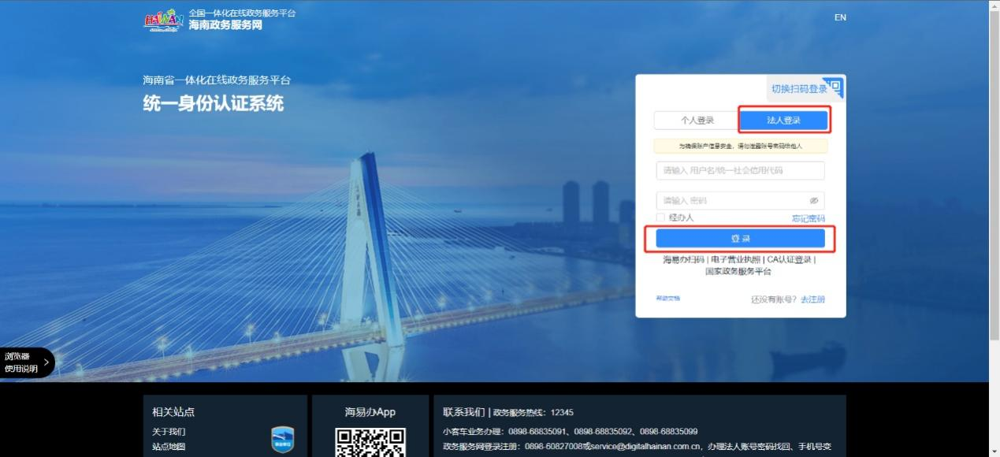 HAINAN
全国一体化在线政务服务平台
海南政务服务网
EN
海南省一体化在线政务服务平台
统一身份认证系统
切换扫码登录
个人登录
法人登录
为确保账户信息安全，请勿泄露账号密码给他人
请输入 用户名/统一社会信用代码
请输入 密码
经办人
忘记密码
登 录
海易办扫码 | 电子营业执照 | CA认证登录 |
国家政务服务平台
帮助文档
还没有账号？去注册
浏览器
使用说明
相关站点
关于我们
站点地图
海易办App
联系我们 | 政务服务热线：12345
小客车业务办理：0898-68835091、0898-68835092、0898-68835099
政务服务网登录注册：0898-60827008或service@digitalhainan.com.cn，办理法人账号密码找回、手机号变